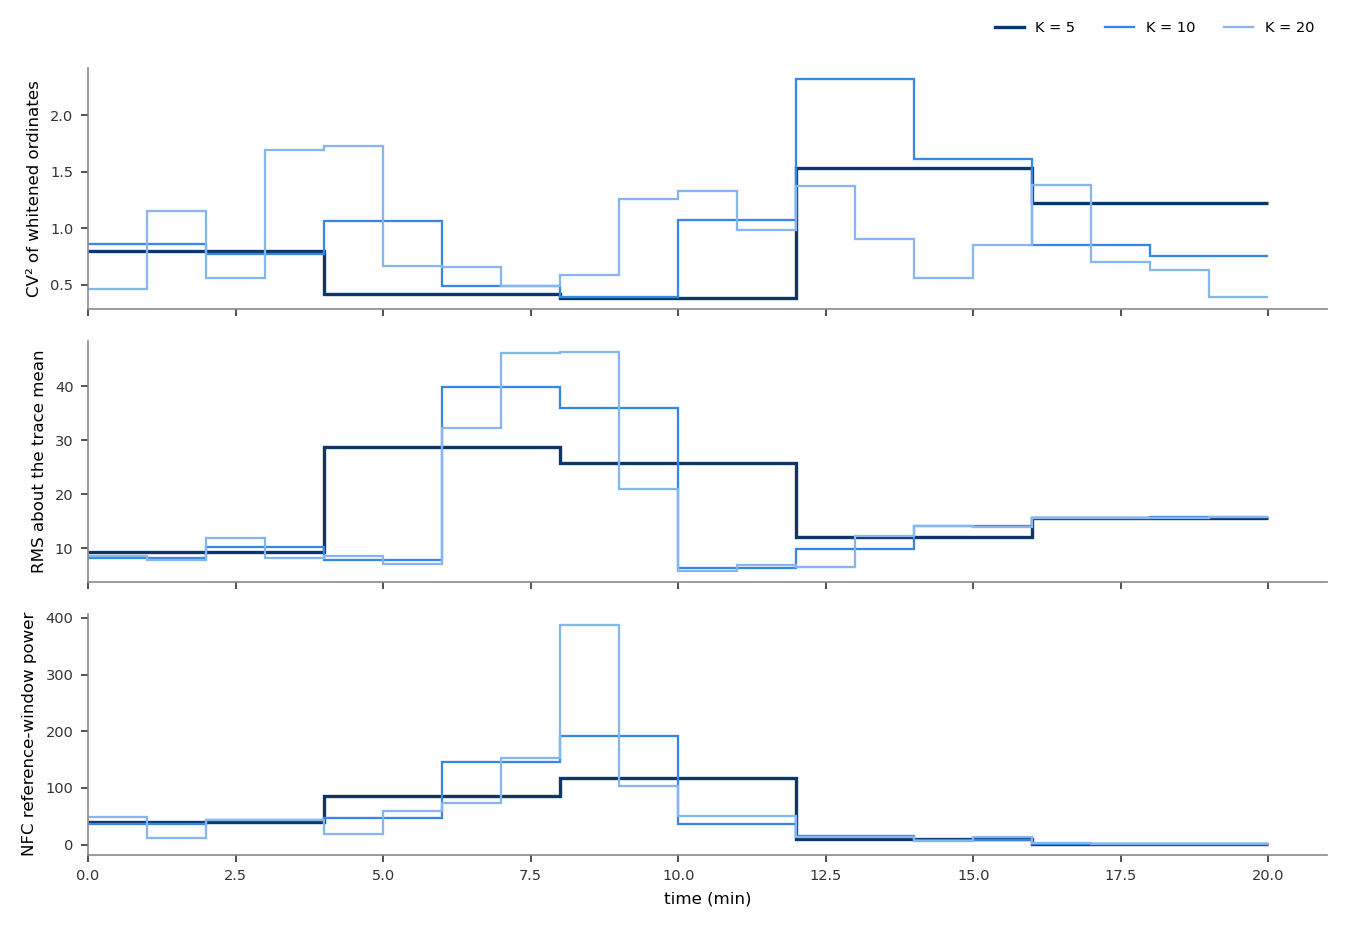 K = 5 K = 10 K = 20
CV² of whitened ordinates
2.0
1.5
1.0
0.5
RMS about the trace mean
40
30
20
10
NFC reference-window power
400
300
200
100
0
0.0 2.5 5.0 7.5 10.0 12.5 15.0 17.5 20.0
time (min)